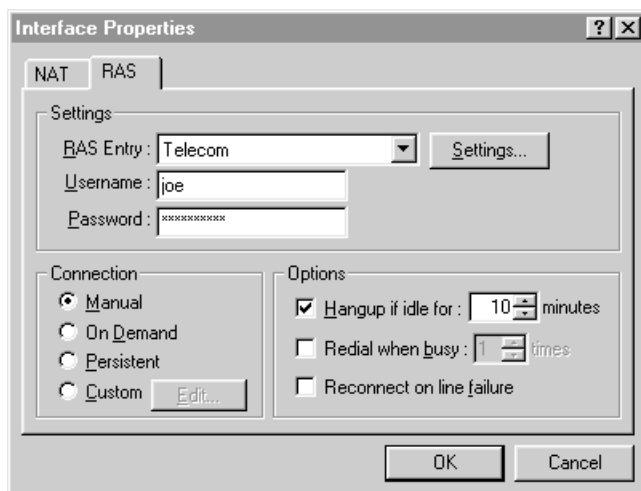 Interface Properties
NAT RAS
Settings
RAS Entry : Telecom Settings...
Username : joe
Password : xxxxxxxxxx
Connection
Manual
On Demand
Persistent
Custom Edit...
Options
Hangup if idle for : 10 minutes
Redial when busy : 1 times
Reconnect on line failure
OK Cancel